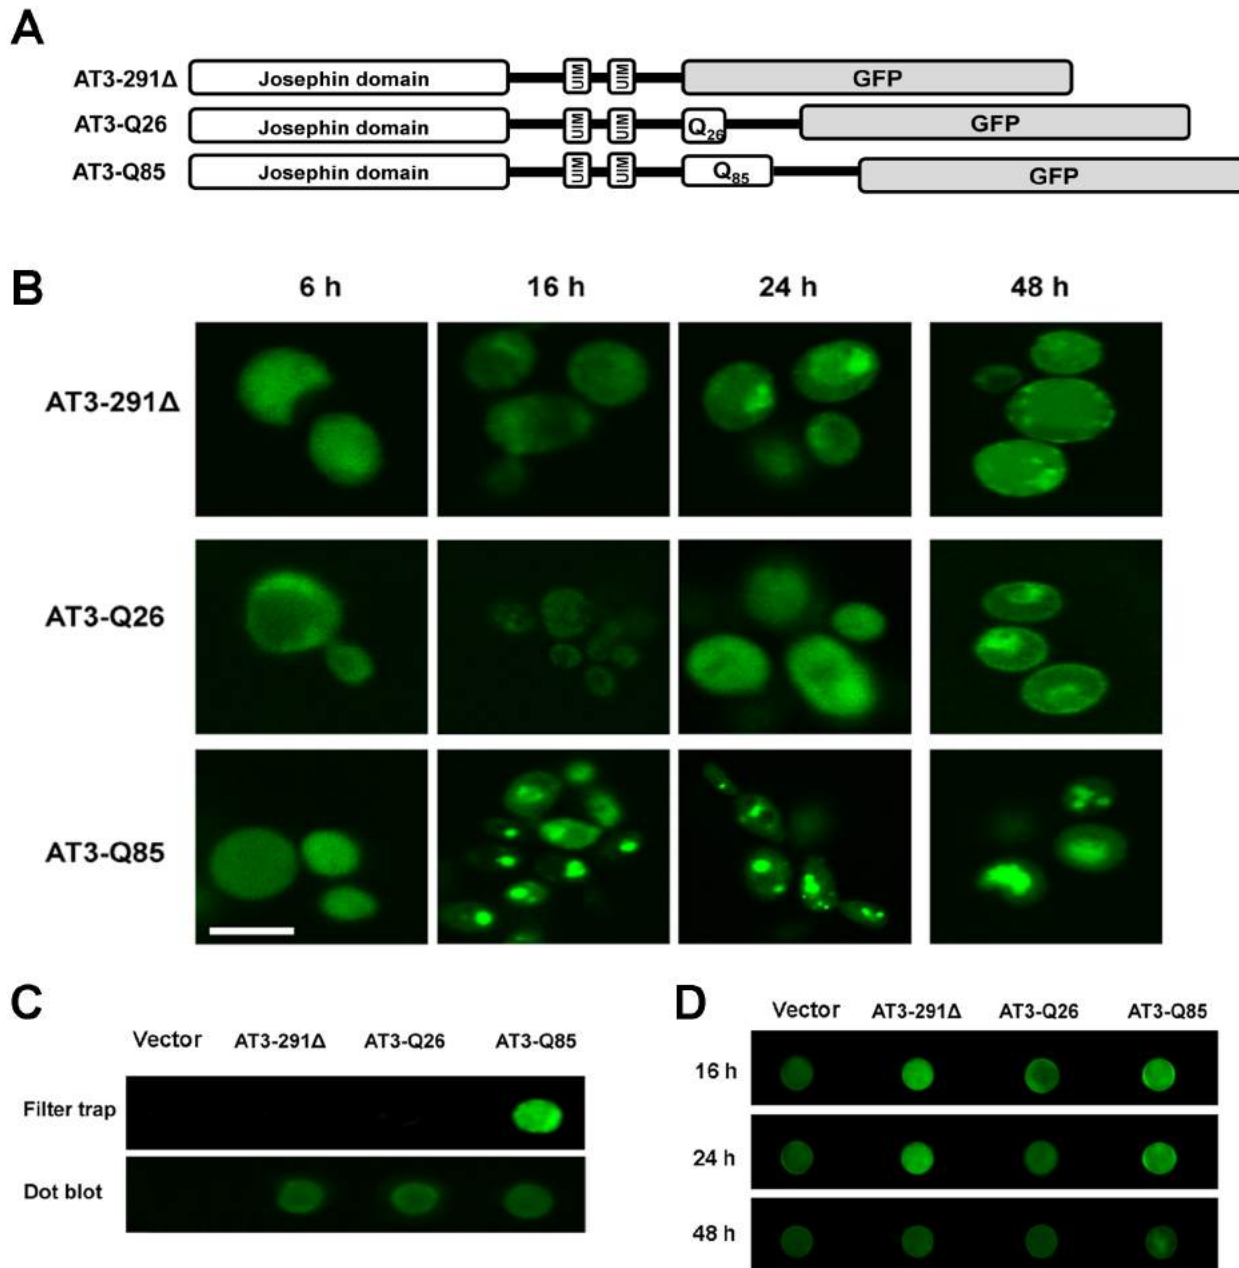 A
AT3-291Δ Josephin domain UIM UIM GFP
AT3-Q26 Josephin domain UIM UIM Q26 GFP
AT3-Q85 Josephin domain UIM UIM Q85 GFP
B
6 h 16 h 24 h 48 h
AT3-291Δ
AT3-Q26
AT3-Q85
C
Vector AT3-291Δ AT3-Q26 AT3-Q85
Filter trap
Dot blot
D
Vector AT3-291Δ AT3-Q26 AT3-Q85
16 h
24 h
48 h